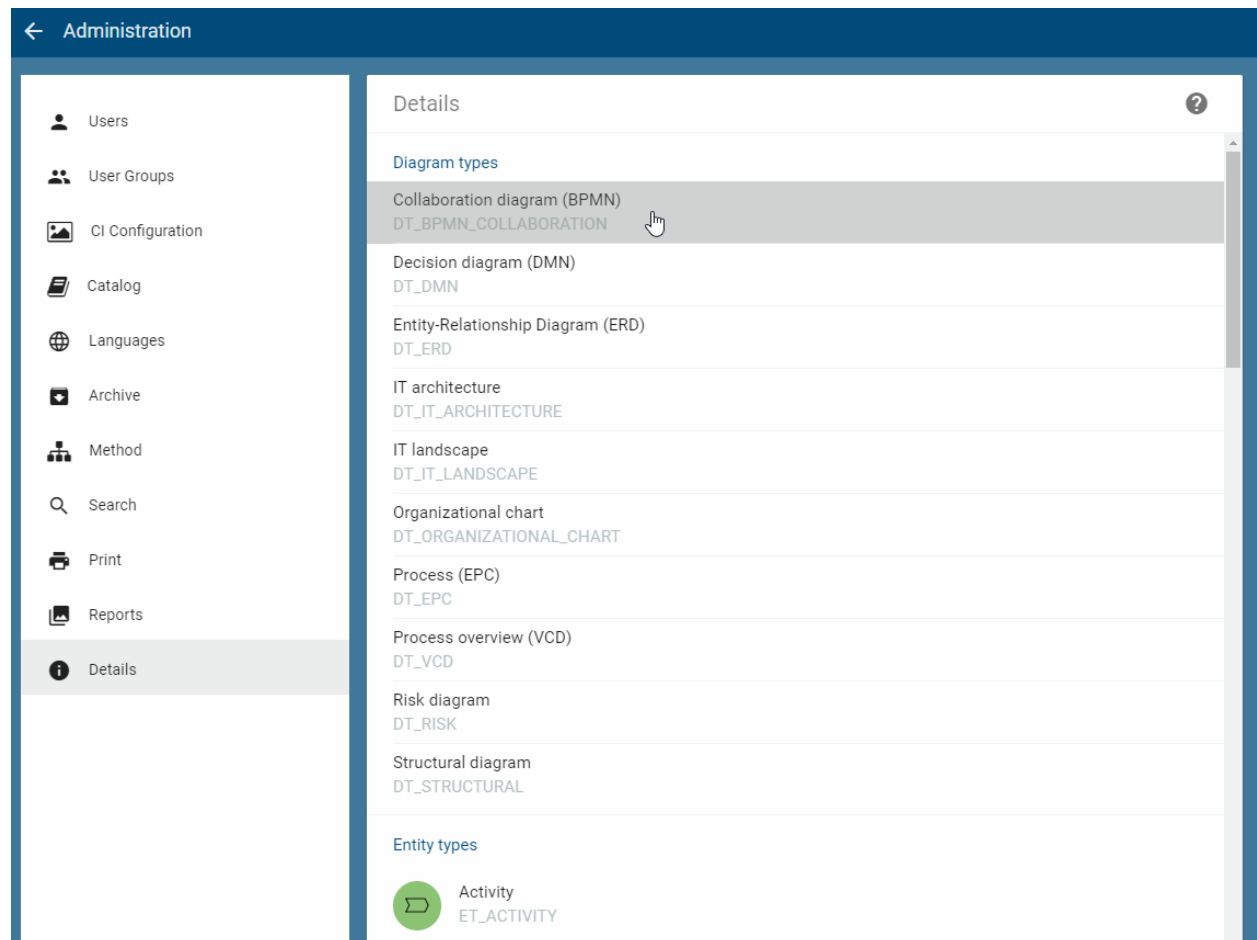 Administration
Users
User Groups
CI Configuration
Catalog
Languages
Archive
Method
Search
Print
Reports
Details
Details
Diagram types
Collaboration diagram (BPMN)
DT_BPMN_COLLABORATION
Decision diagram (DMN)
DT_DMN
Entity-Relationship Diagram (ERD)
DT_ERD
IT architecture
DT_IT_ARCHITECTURE
IT landscape
DT_IT_LANDSCAPE
Organizational chart
DT_ORGANIZATIONAL_CHART
Process (EPC)
DT_EPC
Process overview (VCD)
DT_VCD
Risk diagram
DT_RISK
Structural diagram
DT_STRUCTURAL
Entity types
Activity
ET_ACTIVITY